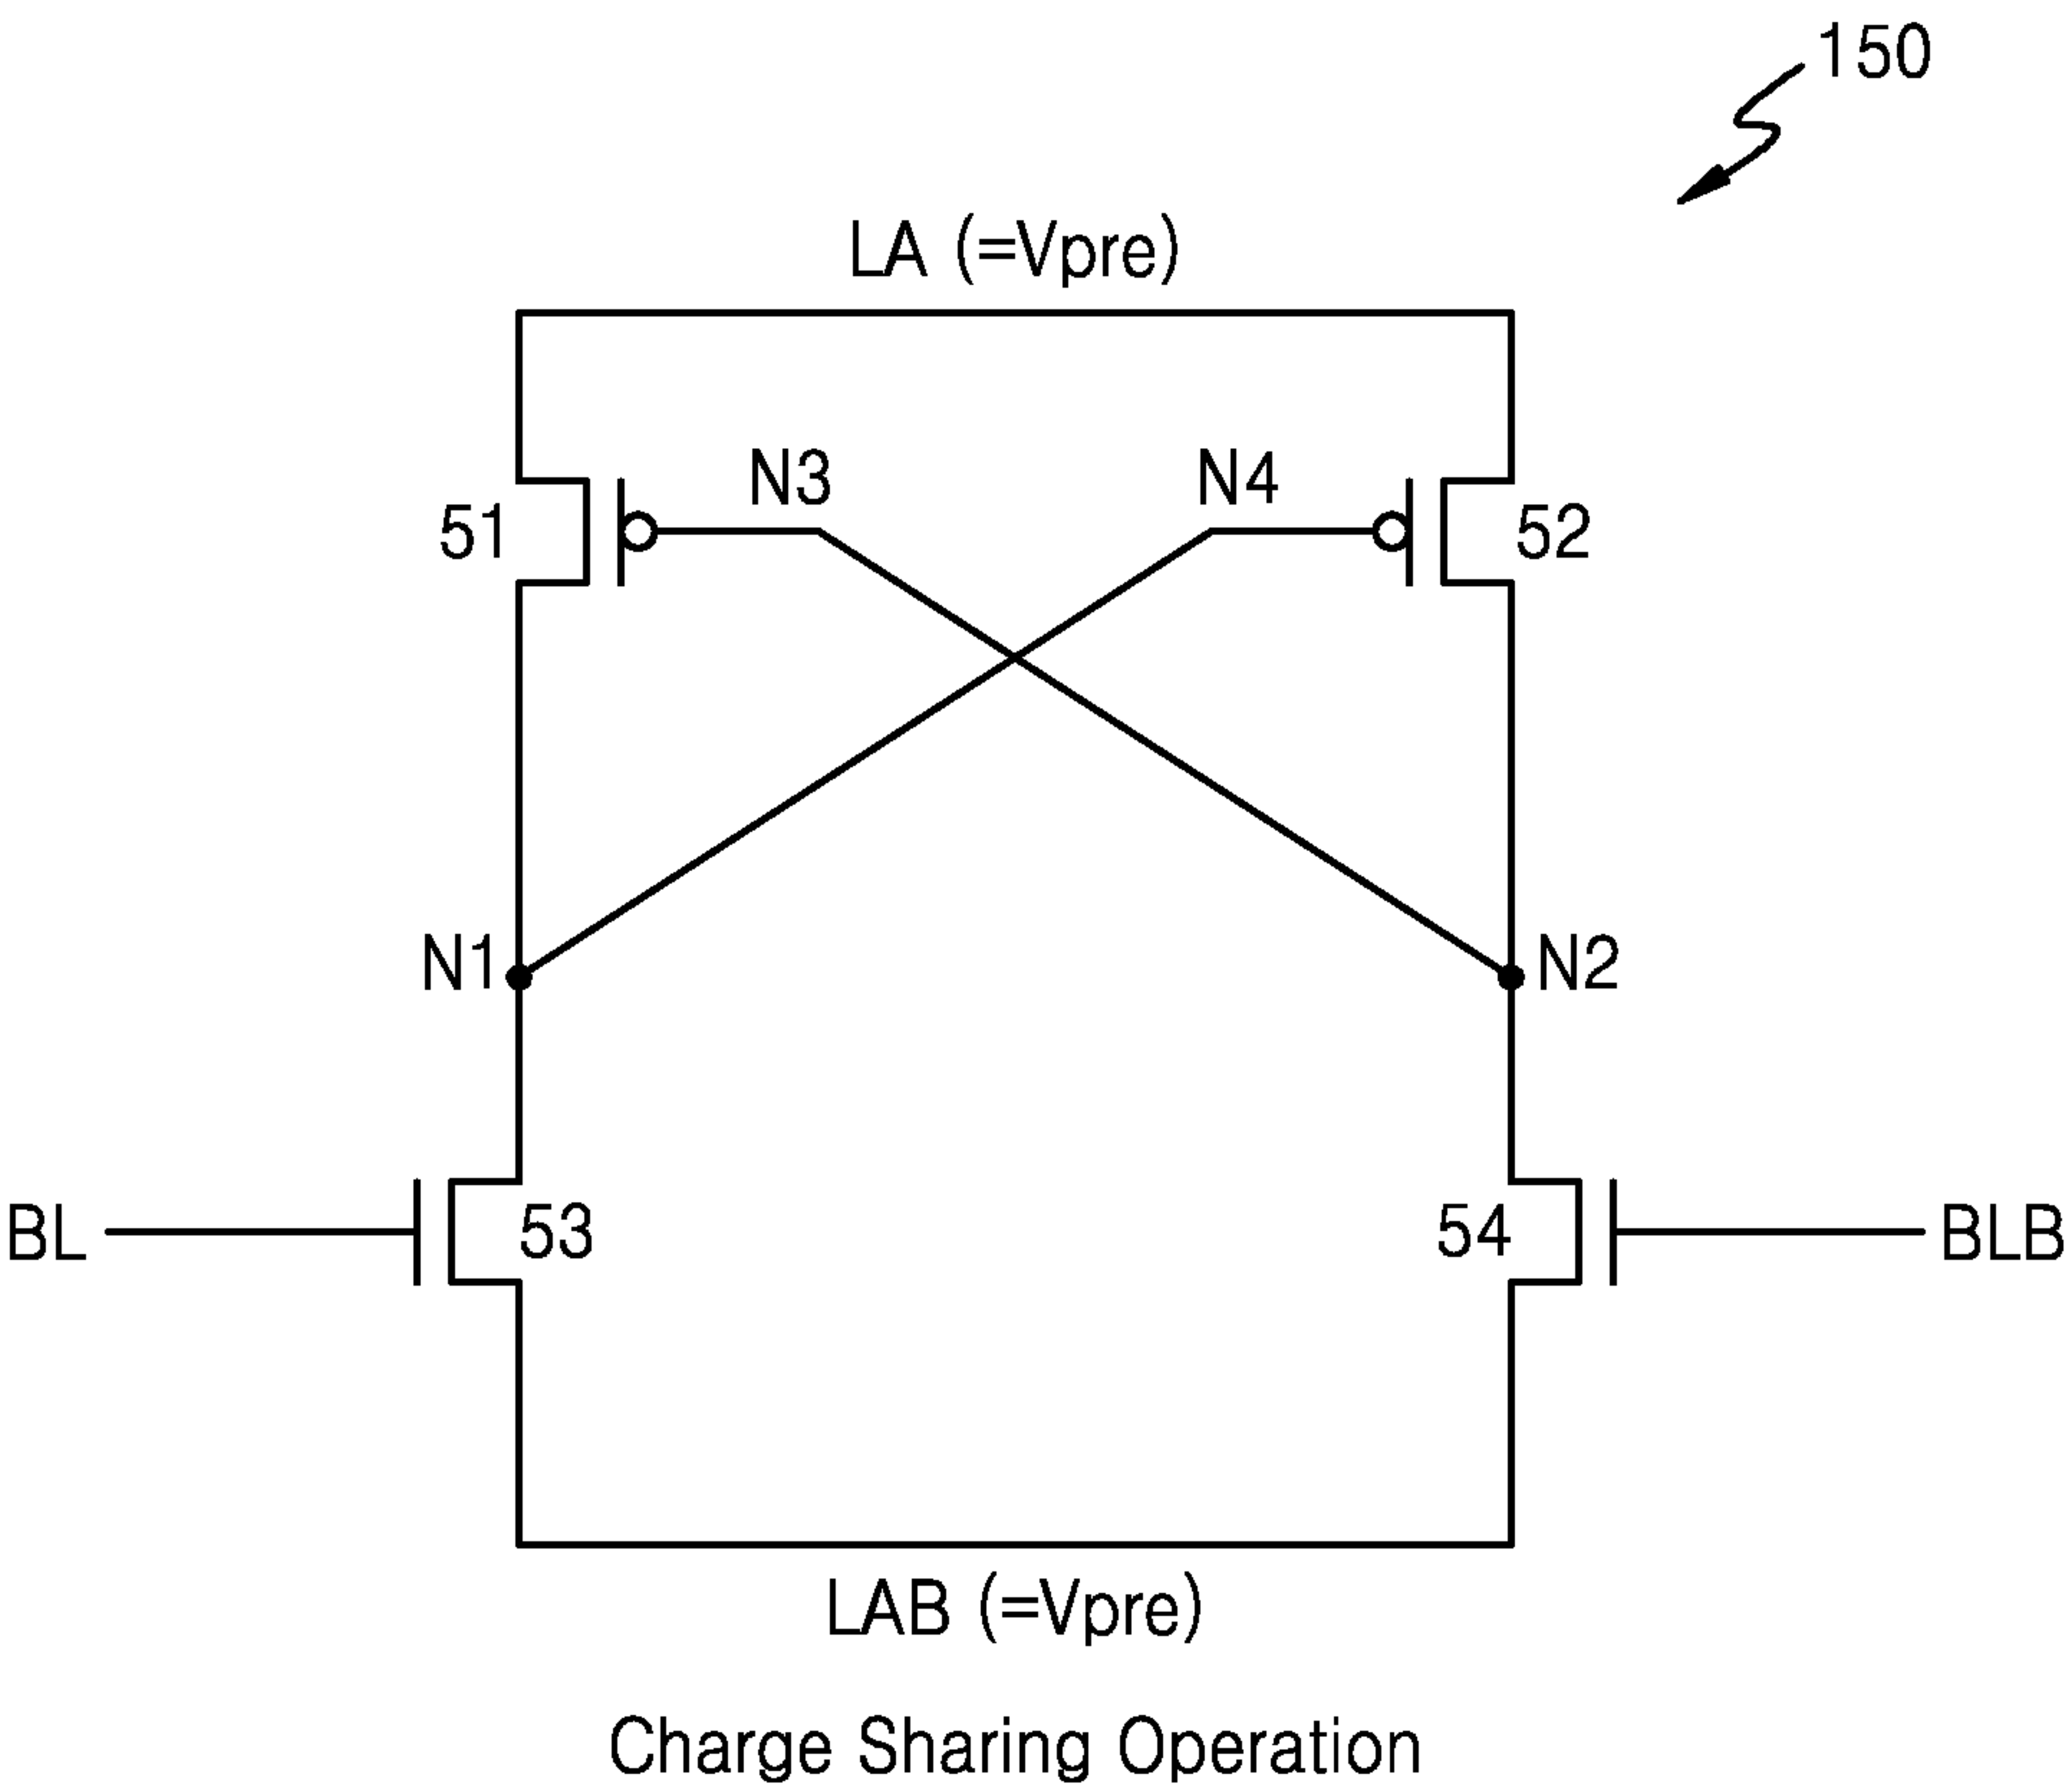 150
LA (=Vpre)
N3
N4
51
52
N1
N2
BL
53
54
BLB
LAB (=Vpre)
Charge Sharing Operation